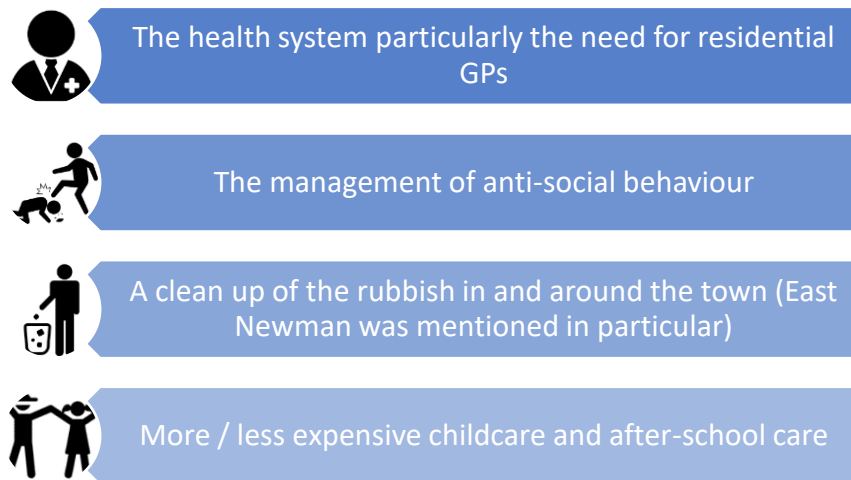 The health system particularly the need for residential
GPs
The management of anti-social behaviour
A clean up of the rubbish in and around the town (East
Newman was mentioned in particular)
More / less expensive childcare and after-school care